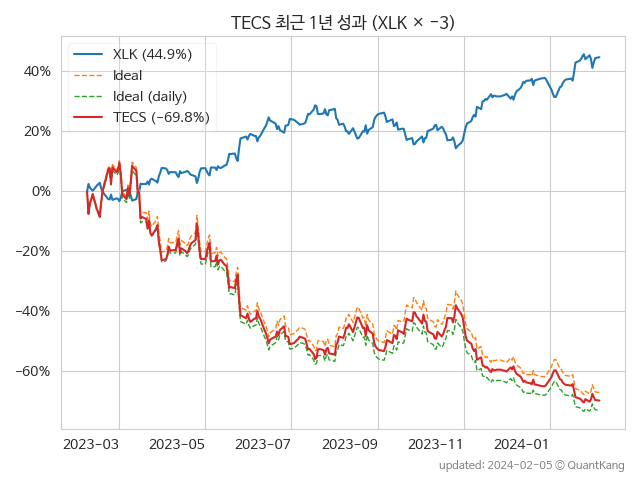 TECS 최근 1년 성과 (XLK × −3)
XLK (44.9%)
Ideal
Ideal (daily)
TECS (−69.8%)
40%
20%
0%
−20%
−40%
−60%
2023−03
2023−05
2023−07
2023−09
2023−11
2024−01
updated: 2024−02−05 © QuantKang